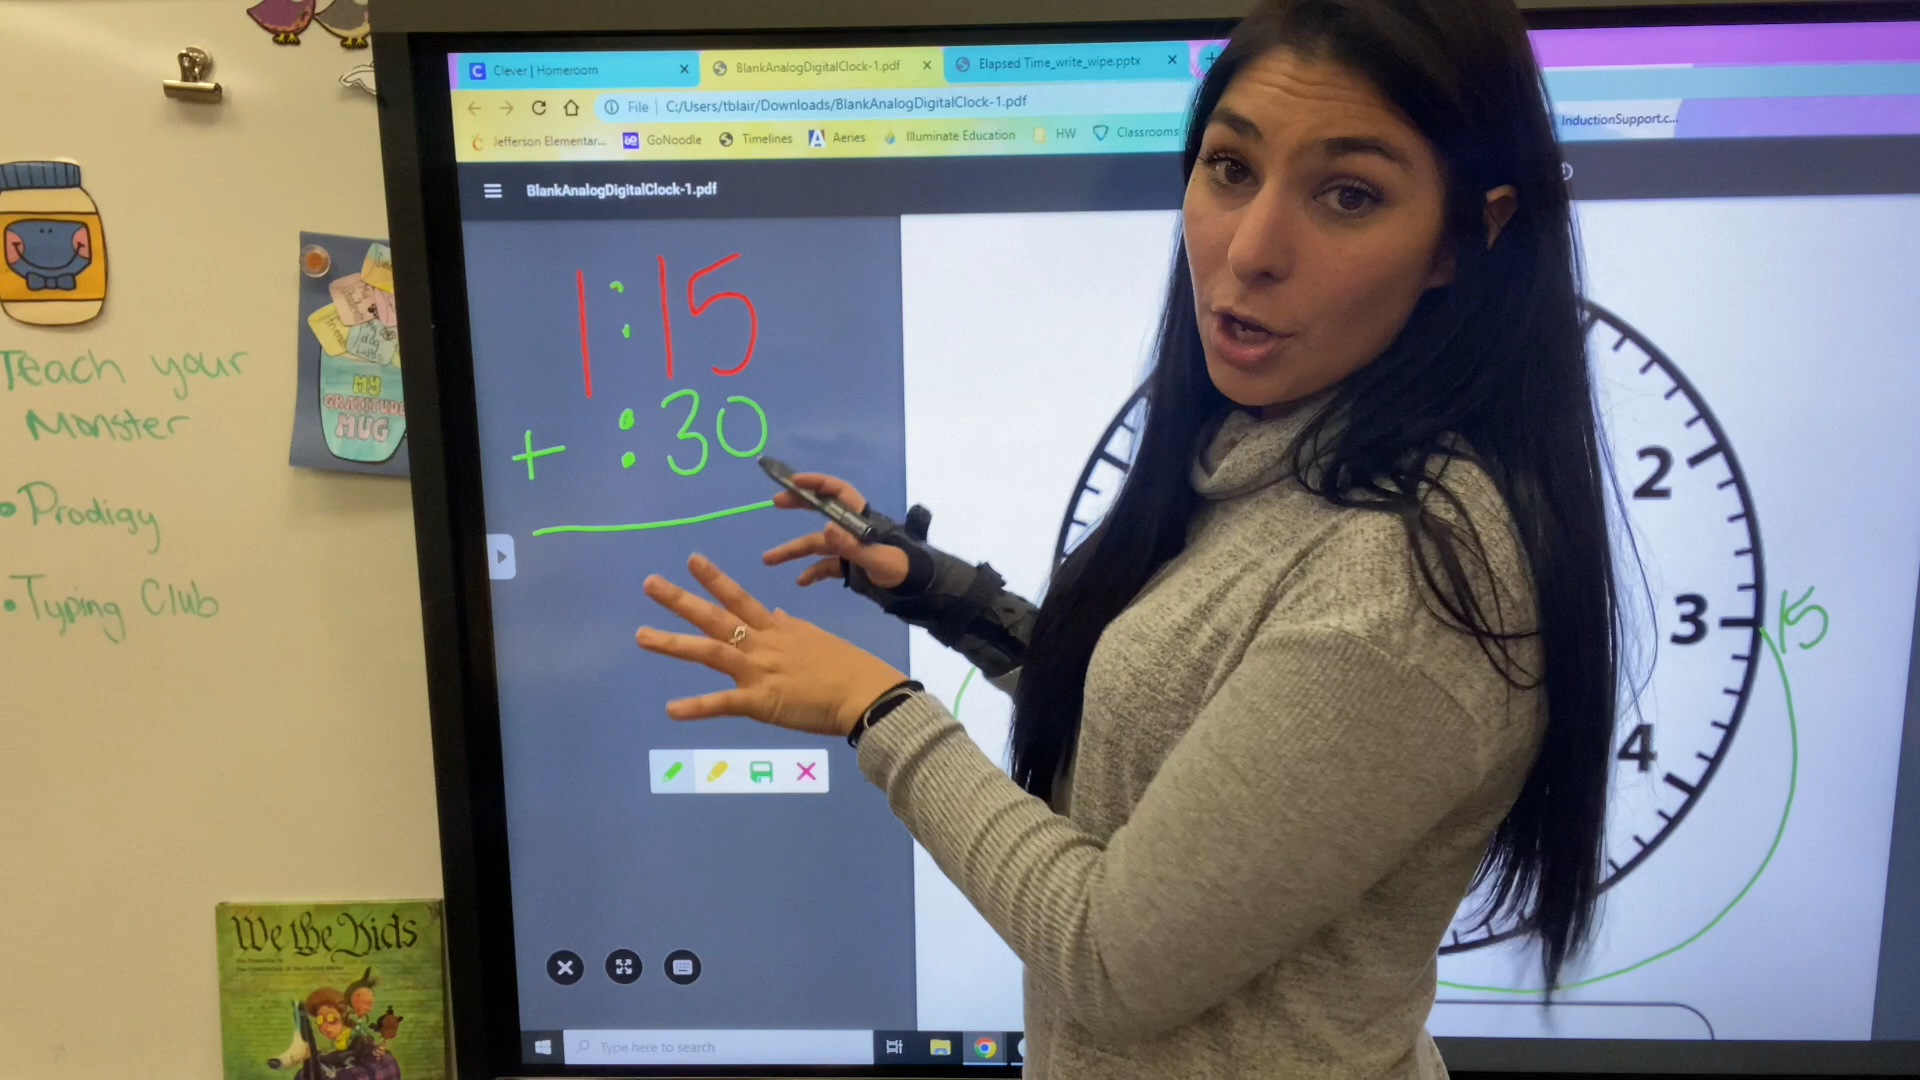 Clever | Homeroom
BlankAnalogDigitalClock-1.pdf
Elapsed Time_write_wipe.pptx
File
C:/Users/tblair/Downloads/BlankAnalogDigitalClock-1.pdf
Jefferson Elementar...
GoNoodle
Timelines
Aeries
Illuminate Education
HW
Classrooms
InductionSupport.c...
BlankAnalogDigitalClock-1.pdf
1:15
+ :30
2
3
15
4
Teach your
Monster
• Prodigy
• Typing Club
MY
GRATITUDE
MUG
We the Kids
Type here to search